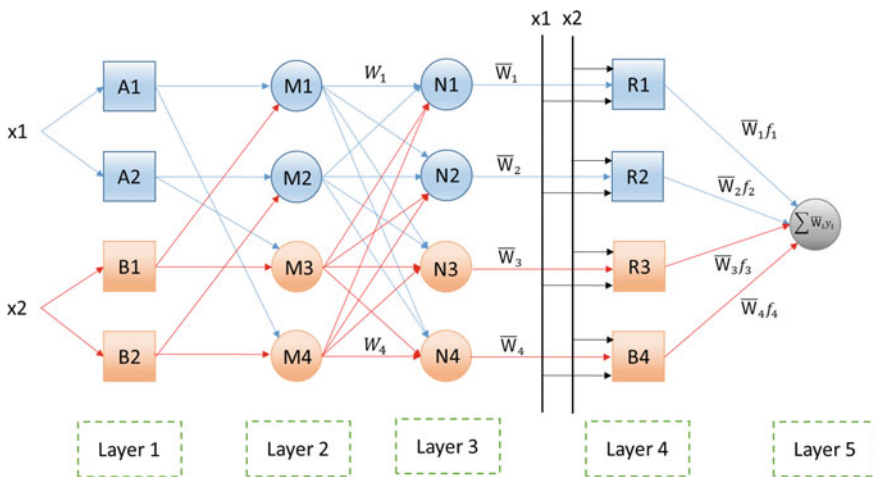 x1 x2
A1 M1 W₁ N1 W̅₁ R1
W̅₁f₁
x1
A2 M2 N2 W̅₂ R2
W̅₂f₂
∑ W̅ᵢyᵢ
B1 M3 N3 W̅₃ R3
W̅₃f₃
x2
W̅₄f₄
B2 M4 W₄ N4 W̅₄ B4
Layer 1 Layer 2 Layer 3 Layer 4 Layer 5